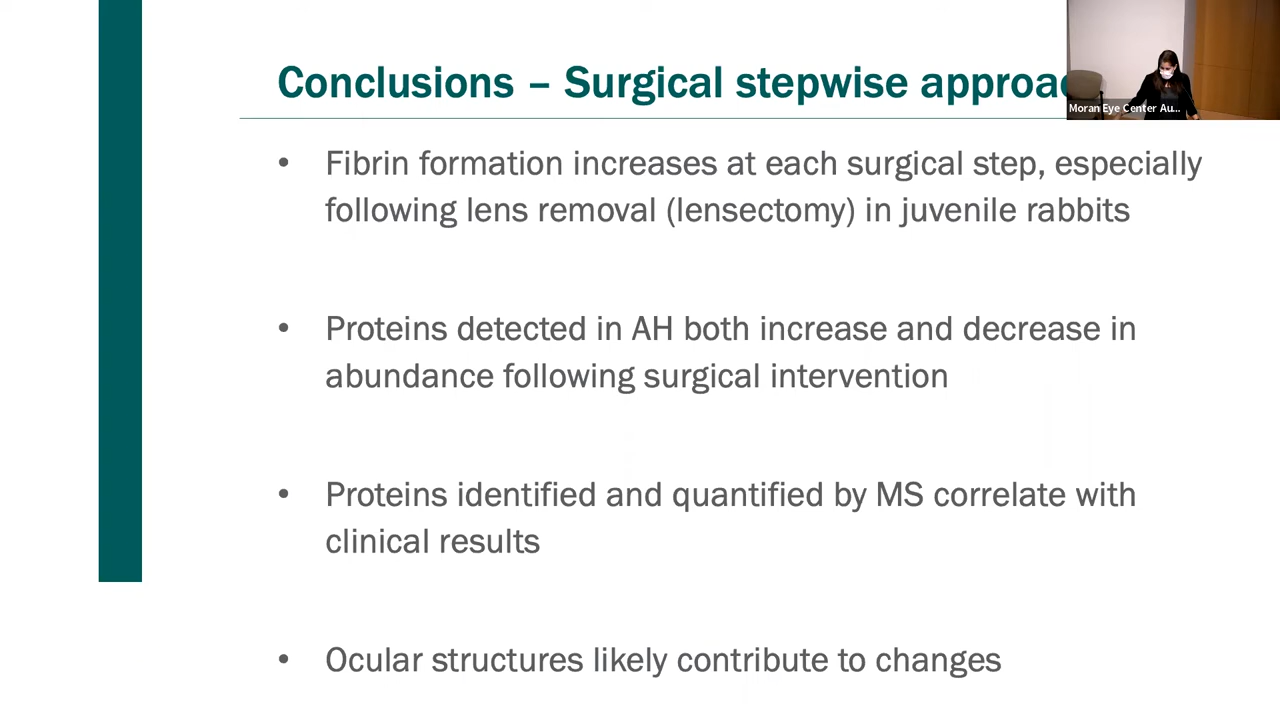 Conclusions – Surgical stepwise approa
Moran Eye Center Au...
• Fibrin formation increases at each surgical step, especially
following lens removal (lensectomy) in juvenile rabbits
• Proteins detected in AH both increase and decrease in
abundance following surgical intervention
• Proteins identified and quantified by MS correlate with
clinical results
• Ocular structures likely contribute to changes